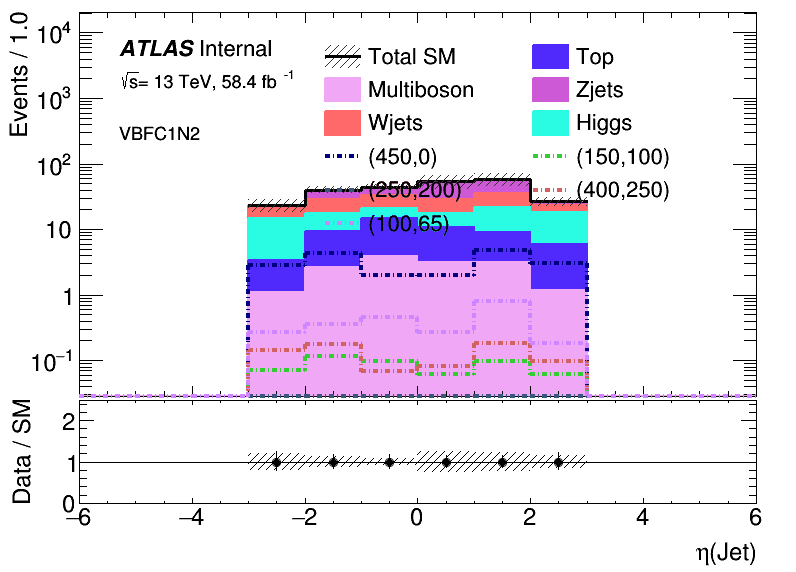 10⁴
10³
10²
10
1
10⁻¹
Events / 1.0
ATLAS Internal
√s= 13 TeV, 58.4 fb ⁻¹
VBFC1N2
Total SM
Top
Multiboson
Zjets
Wjets
Higgs
(450,0)
(150,100)
(250,200)
(400,250)
(100,65)
Data / SM
2
1
0
−6 −4 −2 0 2 4 6
η(Jet)